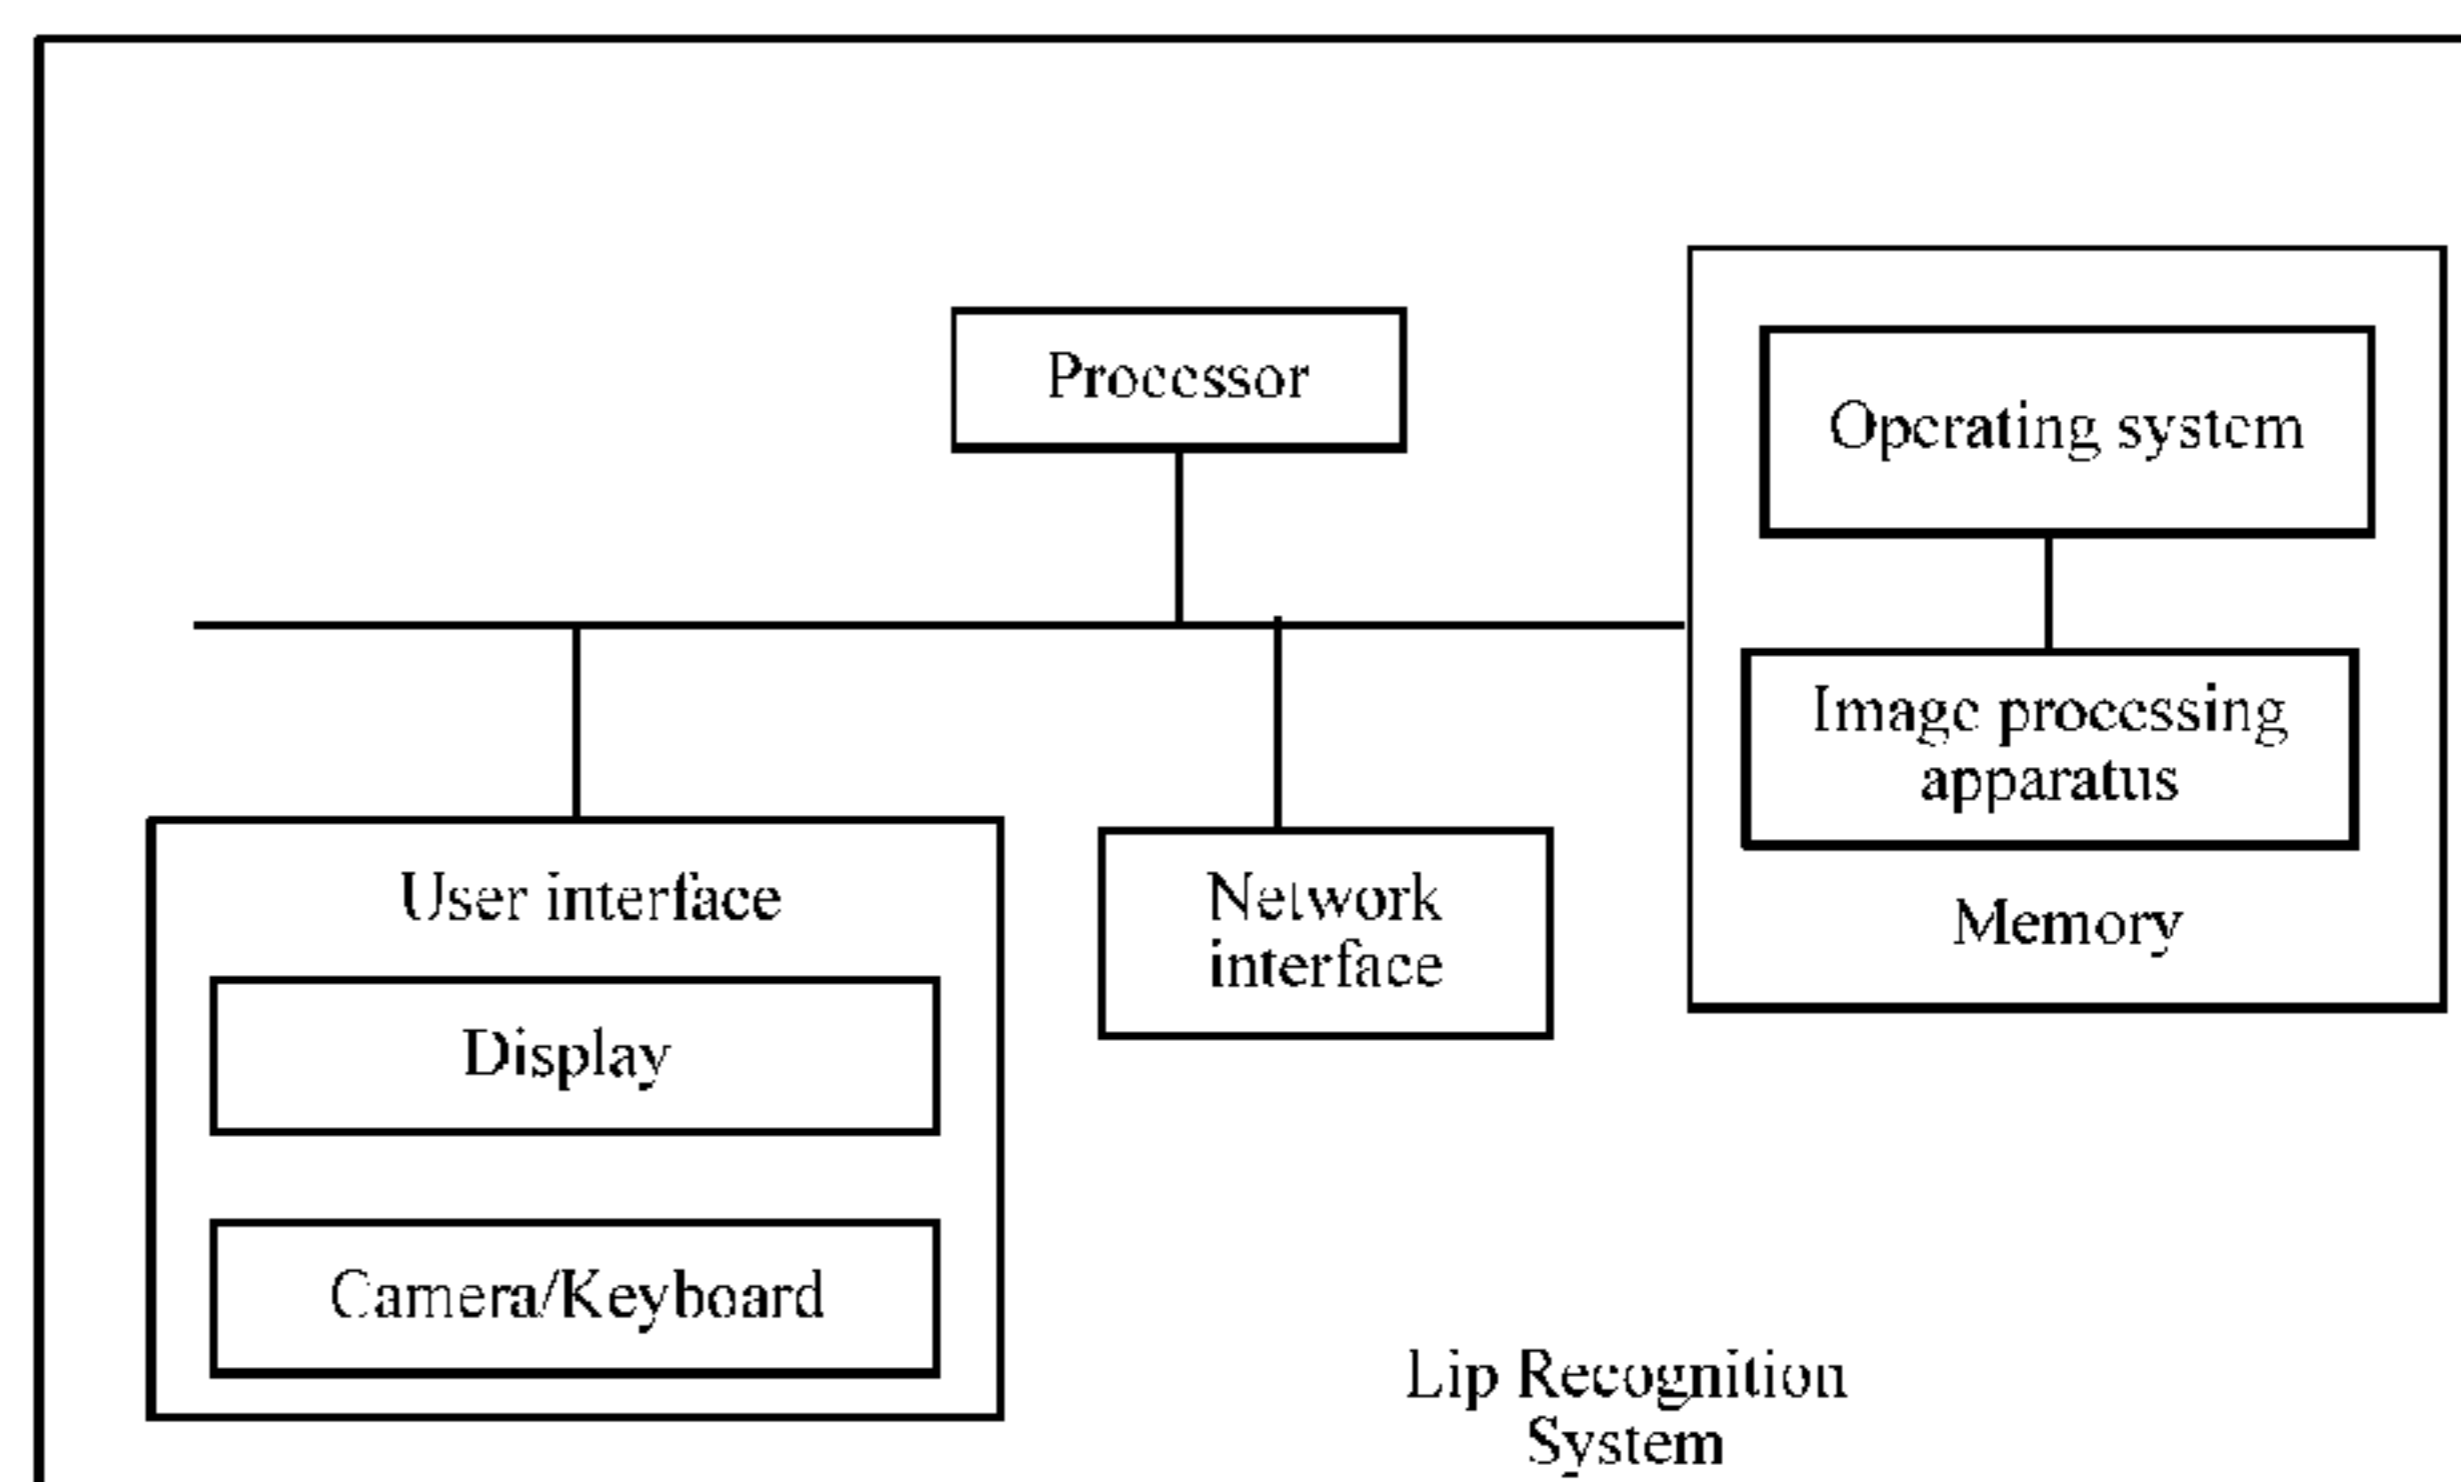 Processor
Operating system
Image processing
apparatus
Memory
User interface
Display
Camera/Keyboard
Network
interface
Lip Recognition
System